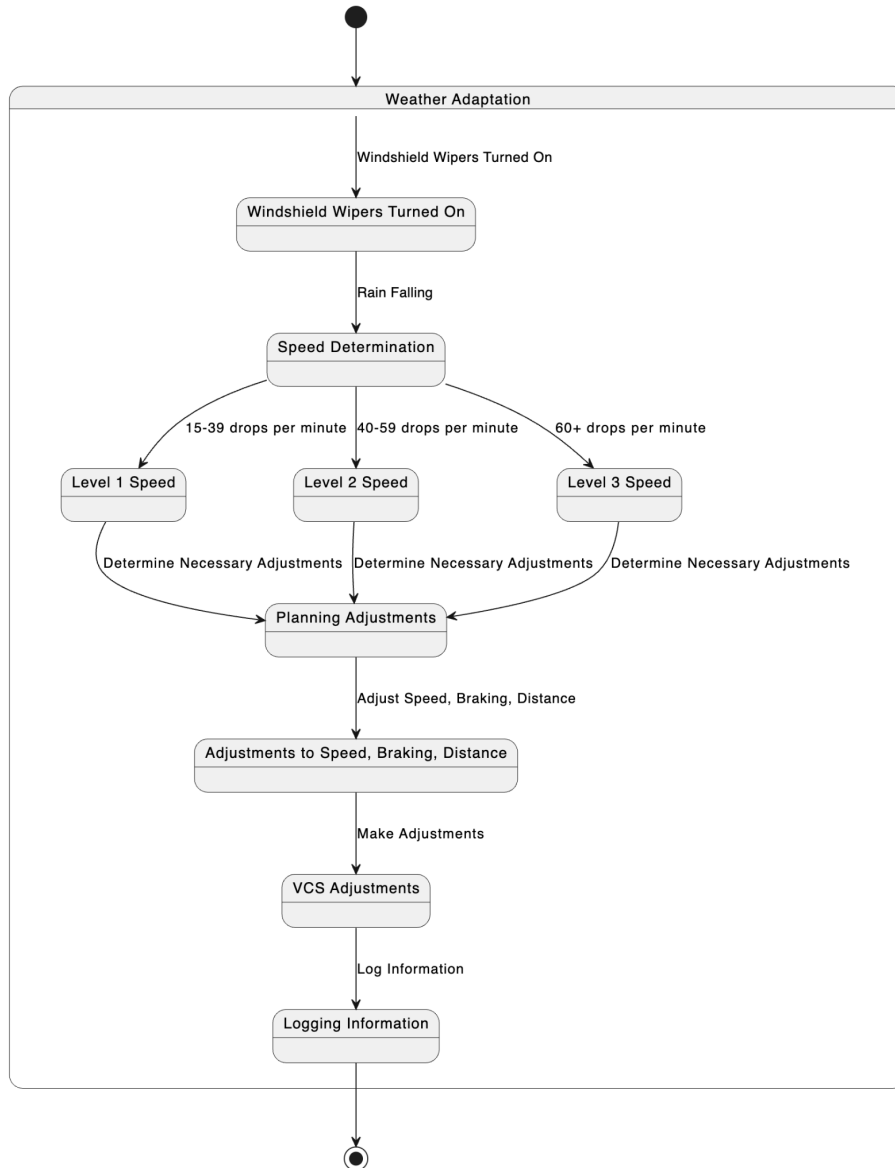 Weather Adaptation
Windshield Wipers Turned On
Windshield Wipers Turned On
Rain Falling
Speed Determination
15-39 drops per minute
40-59 drops per minute
60+ drops per minute
Level 1 Speed
Level 2 Speed
Level 3 Speed
Determine Necessary Adjustments
Determine Necessary Adjustments
Determine Necessary Adjustments
Planning Adjustments
Adjust Speed, Braking, Distance
Adjustments to Speed, Braking, Distance
Make Adjustments
VCS Adjustments
Log Information
Logging Information